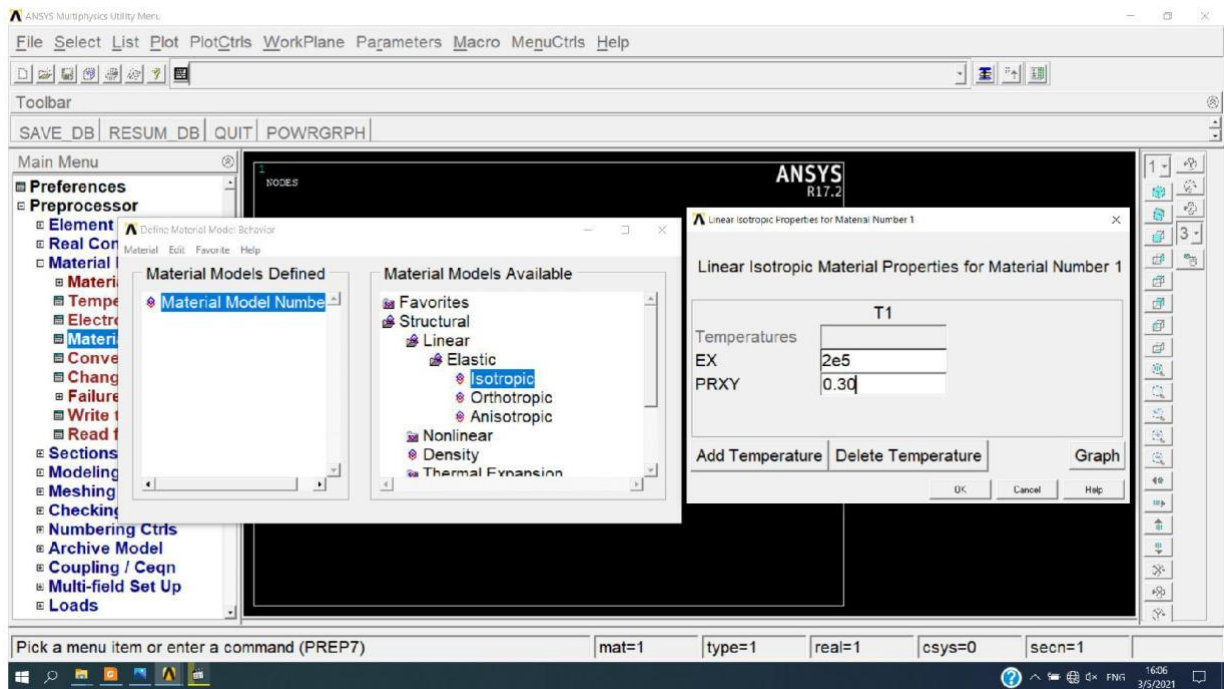 ANSYS Multiphysics Utility Menu
File Select List Plot PlotCtrls WorkPlane Parameters Macro MenuCtrls Help
Toolbar
SAVE_DB RESUM_DB QUIT POWRGRPH
Main Menu
Preferences
Preprocessor
Element
Real Con
Material
Materi
Tempe
Electro
Materi
Conve
Chang
Failure
Write t
Read f
Sections
Modeling
Meshing
Checking
Numbering Ctrls
Archive Model
Coupling / Ceqn
Multi-field Set Up
Loads
1
NODES
ANSYS
R17.2
Define Material Model Behavior
Material Edit Favorite Help
Material Models Defined
Material Model Numbe
Material Models Available
Favorites
Structural
Linear
Elastic
Isotropic
Orthotropic
Anisotropic
Nonlinear
Density
Thermal Expansion
Linear Isotropic Properties for Material Number 1
Linear Isotropic Material Properties for Material Number 1
T1
Temperatures
EX 2e5
PRXY 0.30
Add Temperature Delete Temperature Graph
OK Cancel Help
1
3
Pick a menu item or enter a command (PREP7) mat=1 type=1 real=1 csys=0 secn=1
ENG
16:06
3/5/2021